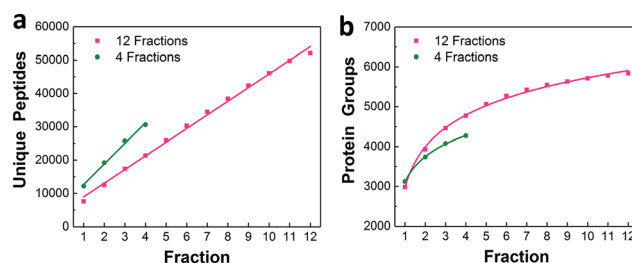 a
12 Fractions
4 Fractions
Unique Peptides
60000
50000
40000
30000
20000
10000
0
1 2 3 4 5 6 7 8 9 10 11 12
Fraction
b
12 Fractions
4 Fractions
Protein Groups
7000
6000
5000
4000
3000
2000
1 2 3 4 5 6 7 8 9 10 11 12
Fraction